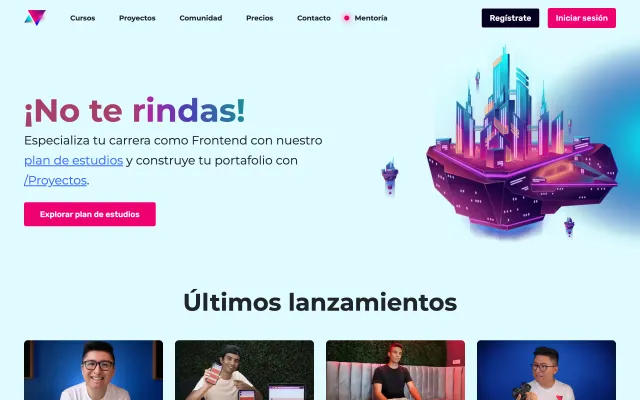 Cursos
Proyectos
Comunidad
Precios
Contacto
Mentoría
Regístrate
Iniciar sesión
¡No te rindas!
Especializa tu carrera como Frontend con nuestro
plan de estudios y construye tu portafolio con
/Proyectos.
Explorar plan de estudios
Últimos lanzamientos